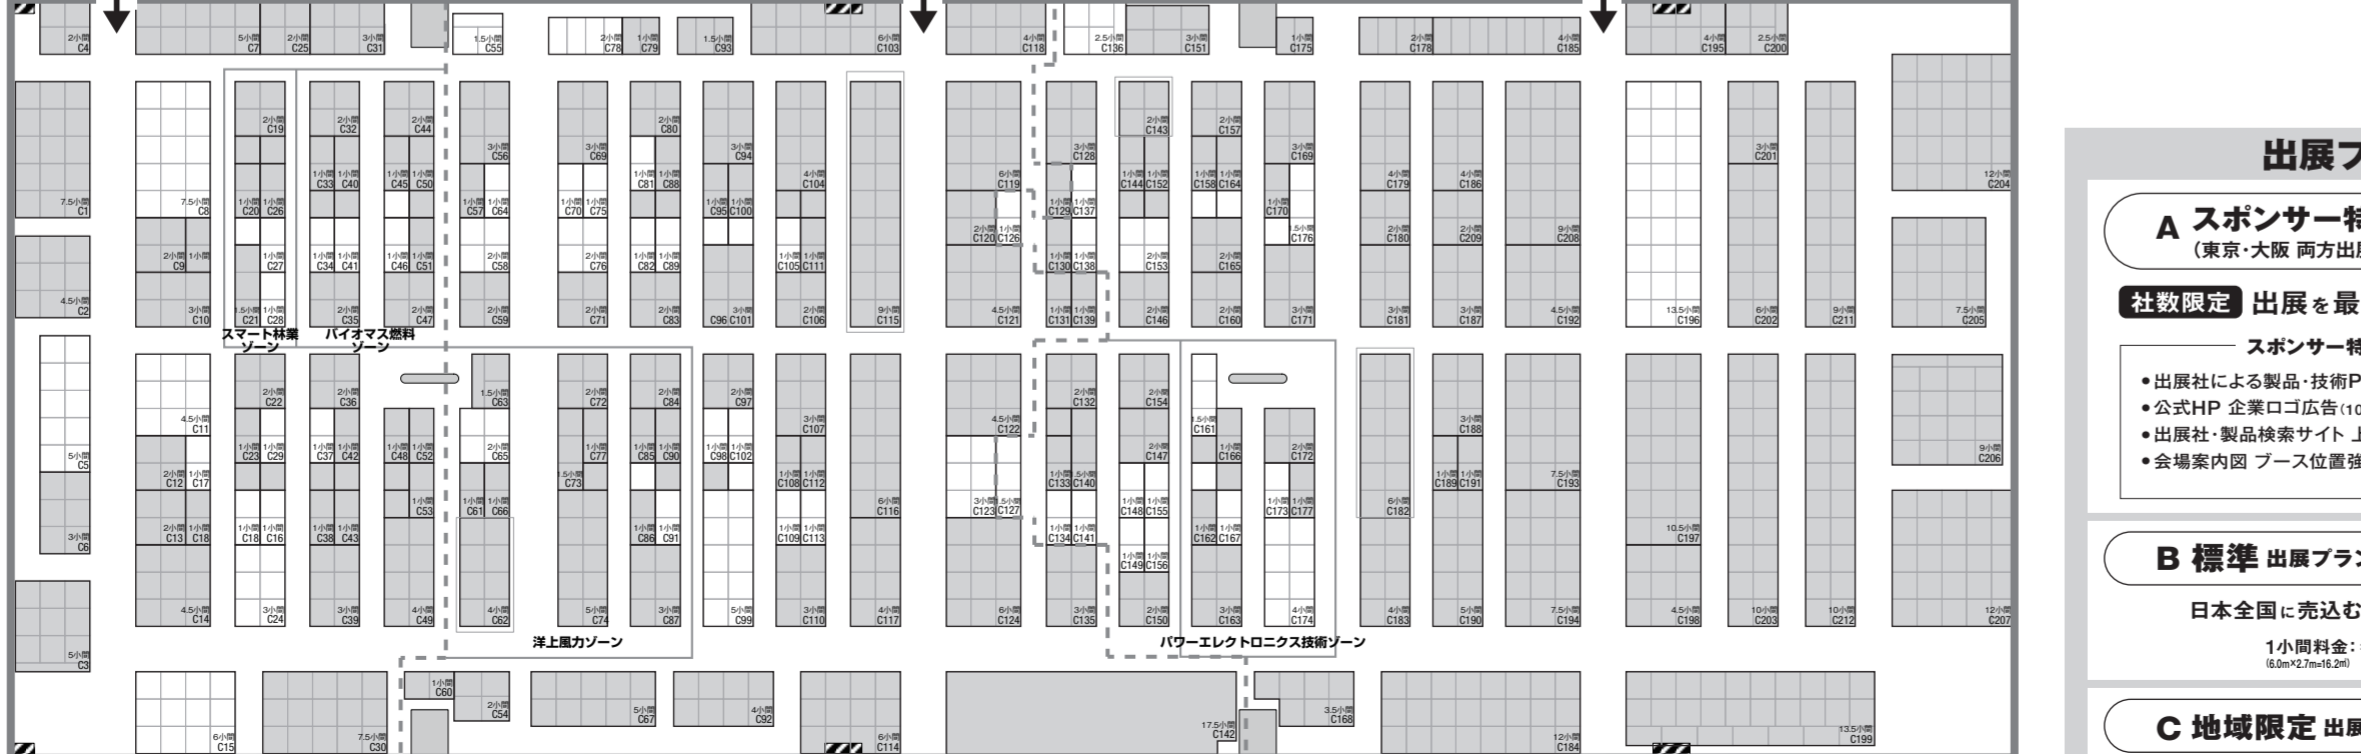 2小間 C4
5小間 C7
2小間 C25
3小間 C31
1.5小間 C55
2小間 C78
1小間 C79
1.5小間 C93
6小間 C103
4小間 C118
2.5小間 C136
3小間 C151
1小間 C175
2小間 C178
4小間 C185
4小間 C195
2.5小間 C200
2小間 C19
2小間 C32
2小間 C44
3小間 C56
3小間 C69
2小間 C80
3小間 C94
4小間 C104
6小間 C119
3小間 C128
2小間 C143
2小間 C157
3小間 C169
4小間 C179
4小間 C186
3小間 C201
12小間 C204
7.5小間 C1
7.5小間 C8
1小間 C20
1小間 C26
1小間 C33
1小間 C40
1小間 C45
1小間 C50
1小間 C57
1小間 C64
1小間 C70
1小間 C75
1小間 C81
1小間 C88
1小間 C95
1小間 C100
1小間 C129
1小間 C137
1小間 C144
1小間 C152
1小間 C158
1小間 C164
1小間 C170
2小間 C9
1小間
1小間 C27
1小間 C34
1小間 C41
1小間 C46
1小間 C51
2小間 C58
2小間 C76
1小間 C82
1小間 C89
1小間 C105
1小間 C111
2小間 C120
1小間 C126
1小間 C130
1小間 C138
2小間 C153
2小間 C165
1.5小間 C176
2小間 C180
2小間 C209
9小間 C208
4.5小間 C2
3小間 C10
1.5小間 C21
1小間 C28
2小間 C35
2小間 C47
2小間 C59
2小間 C71
2小間 C83
C96
3小間 C101
2小間 C106
9小間 C115
4.5小間 C121
1小間 C131
1小間 C139
2小間 C146
2小間 C160
3小間 C171
3小間 C181
3小間 C187
4.5小間 C192
13.5小間 C196
6小間 C202
9小間 C211
7.5小間 C205
スマート林業
ゾーン
バイオマス燃料
ゾーン
4.5小間 C11
2小間 C22
2小間 C36
1.5小間 C63
2小間 C72
2小間 C84
2小間 C97
3小間 C107
4.5小間 C122
2小間 C132
2小間 C154
1.5小間 C161
3小間 C188
5小間 C5
1小間 C23
1小間 C29
1小間 C37
1小間 C42
1小間 C48
1小間 C52
2小間 C65
1小間 C77
1小間 C85
1小間 C90
1小間 C98
1小間 C102
2小間 C147
1小間 C166
2小間 C172
9小間 C206
2小間 C12
1小間 C17
1小間 C53
1小間 C61
1小間 C66
C73
1小間 C108
1小間 C112
3小間 C123
C127
1小間 C133
C140
1小間 C148
1小間 C155
1小間 C173
1小間 C177
6小間 C182
1小間 C189
1小間 C191
7.5小間 C193
6小間 C116
3小間 C6
2小間 C13
1小間 C18
1小間 C18
1小間 C16
1小間 C38
1小間 C43
1小間 C86
1小間 C91
1小間 C109
1小間 C113
1小間 C134
1小間 C141
1小間 C162
1小間 C167
10.5小間 C197
1小間 C149
1小間 C156
4.5小間 C14
3小間 C24
3小間 C39
4小間 C49
4小間 C62
5小間 C74
3小間 C87
5小間 C99
3小間 C110
4小間 C117
6小間 C124
3小間 C135
2小間 C150
3小間 C163
4小間 C174
4小間 C183
5小間 C190
7.5小間 C194
4.5小間 C198
10小間 C203
10小間 C212
12小間 C207
洋上風力ゾーン
パワーエレクトロニクス技術ゾーン
5小間 C3
6小間 C15
7.5小間 C30
1小間 C60
2小間 C54
5小間 C67
4小間 C92
6小間 C114
17.5小間 C142
3.5小間 C168
12小間 C184
13.5小間 C199
出展プ
A スポンサー特
（東京・大阪 両方出展
社数限定 出展を最
スポンサー特
●出展社による製品・技術P
●公式HP 企業ロゴ広告(10
●出展社・製品検索サイト 上
●会場案内図 ブース位置強
B 標準 出展プラン
日本全国に売込む
1小間料金：
(6.0m×2.7m=16.2㎡)
C 地域限定 出展